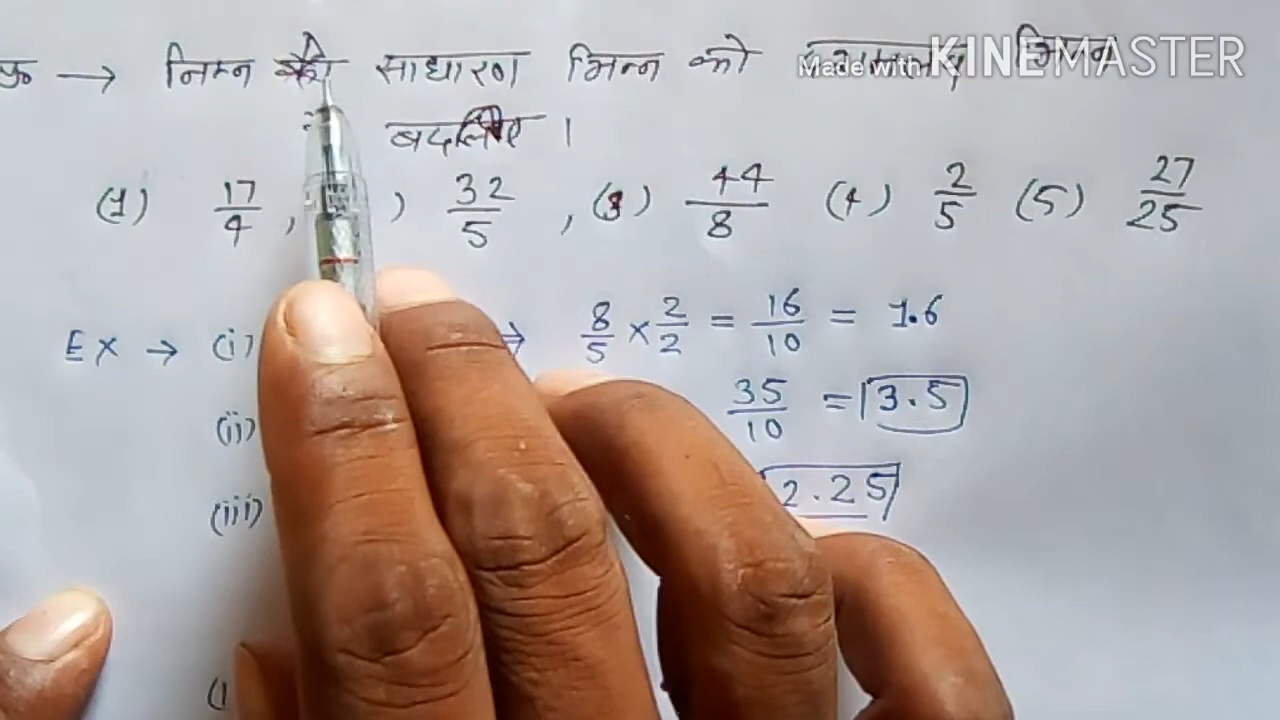 → निम्न साधारण भिन्न को भिन्न
बदलिए ।
(1) 17/4 , ) 32/5 , (3) 44/8 (4) 2/5 (5) 27/25
Ex → (i) ⇒ 8/5 × 2/2 = 16/10 = 1.6
(ii) 35/10 = 3.5
(iii) 2.25
Made with KINEMASTER